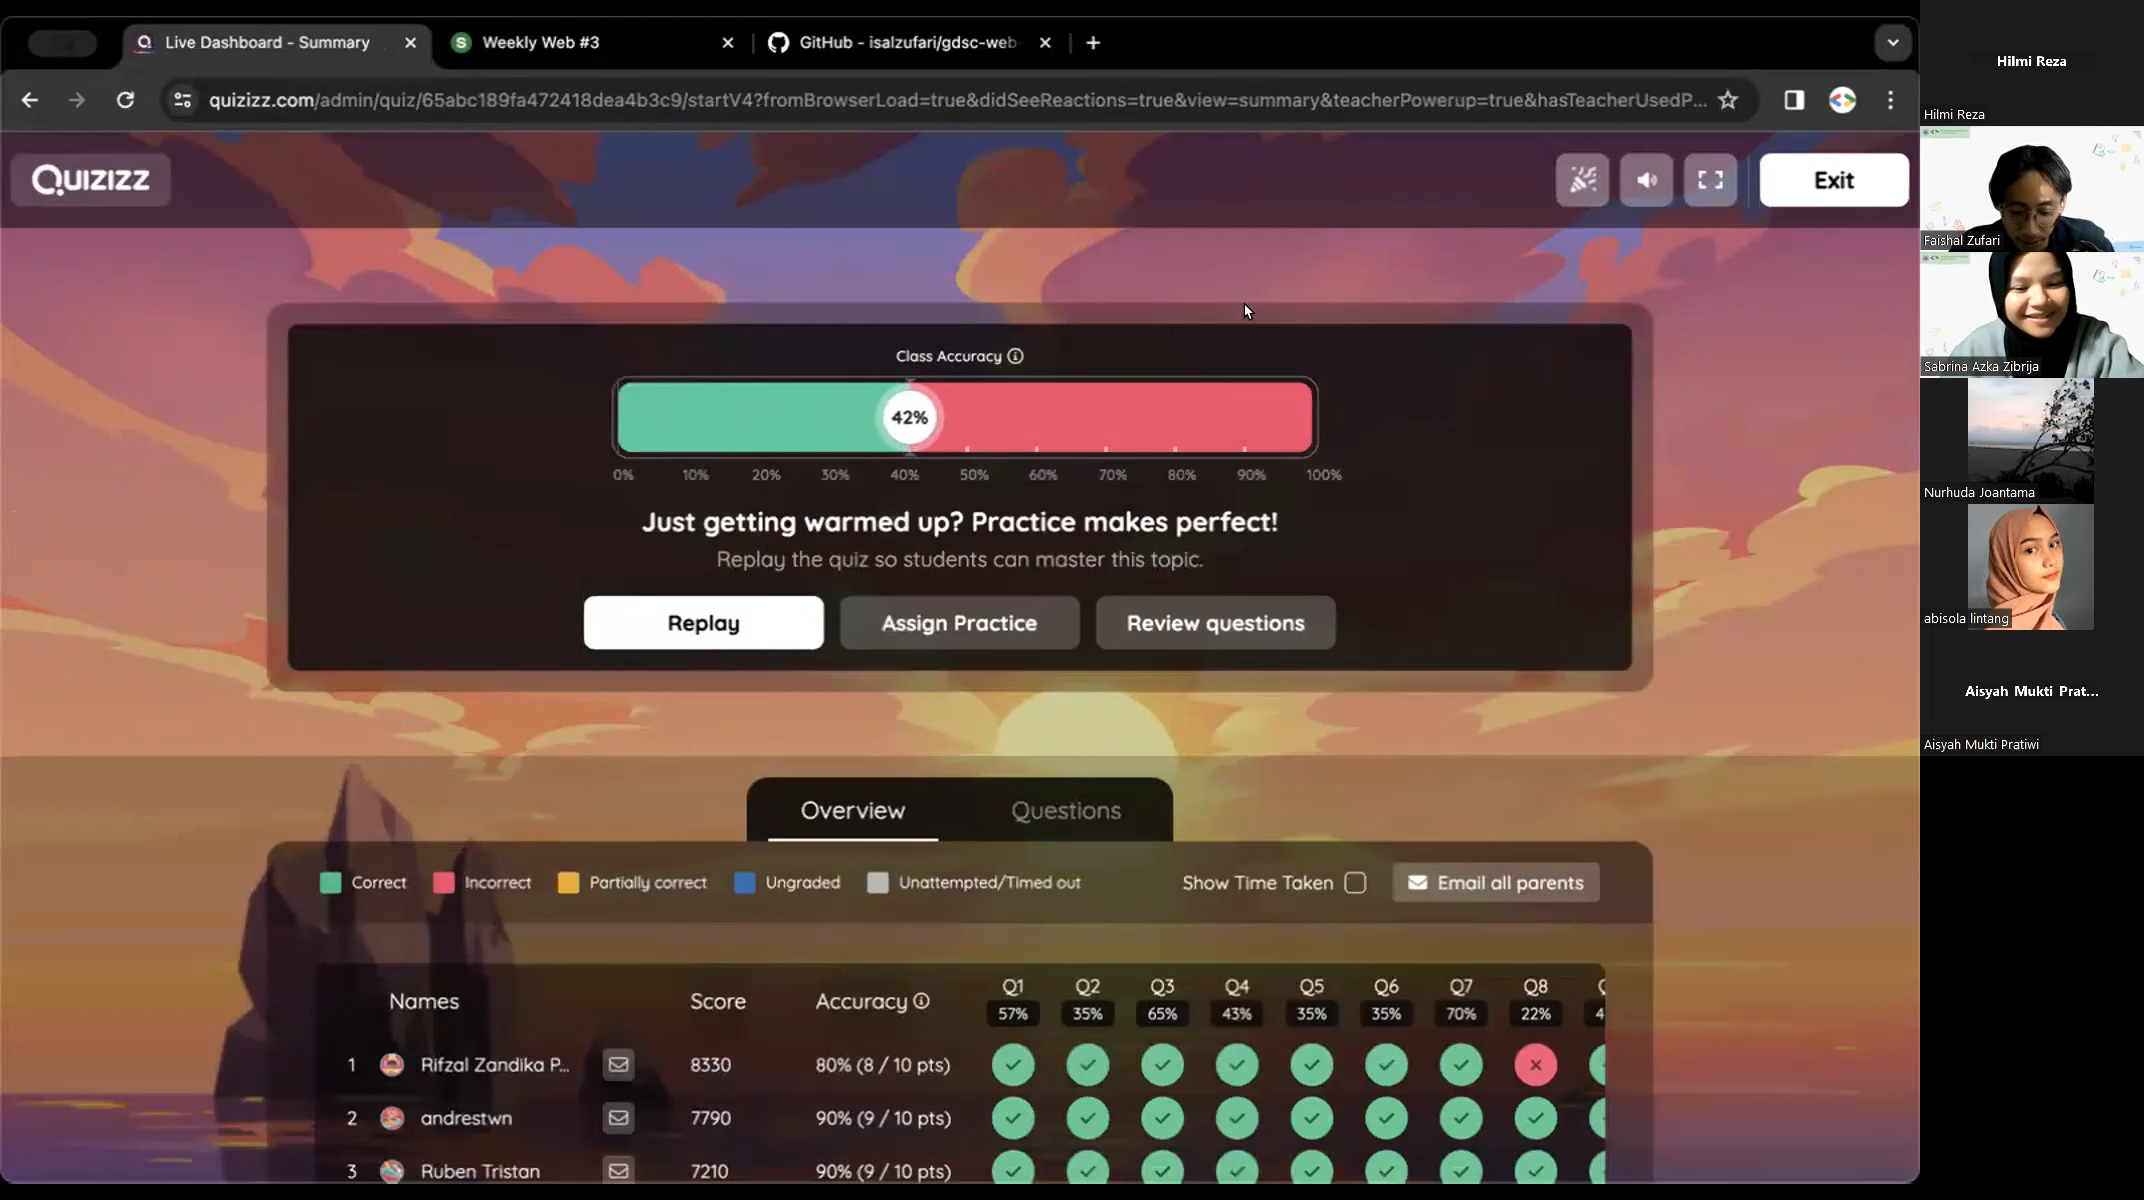 Live Dashboard - Summary
Weekly Web #3
GitHub - isalzufari/gdsc-web-
quizizz.com/admin/quiz/65abc189fa472418dea4b3c9/startV4?fromBrowserLoad=true&didSeeReactions=true&view=summary&teacherPowerup=true&hasTeacherUsedP...
QUIZIZZ
Exit
Class Accuracy
42%
0% 10% 20% 30% 40% 50% 60% 70% 80% 90% 100%
Just getting warmed up? Practice makes perfect!
Replay the quiz so students can master this topic.
Replay Assign Practice Review questions
Overview Questions
Correct Incorrect Partially correct Ungraded Unattempted/Timed out Show Time Taken Email all parents
Names Score Accuracy Q1 Q2 Q3 Q4 Q5 Q6 Q7 Q8
57% 35% 65% 43% 35% 35% 70% 22%
1 Rifzal Zandika P... 8330 80% (8 / 10 pts)
2 andrestwn 7790 90% (9 / 10 pts)
3 Ruben Tristan 7210 90% (9 / 10 pts)
Hilmi Reza
Hilmi Reza
Faishal Zufari
Sabrina Azka Zibrija
Nurhuda Joantama
abisola lintang
Aisyah Mukti Prat...
Aisyah Mukti Pratiwi